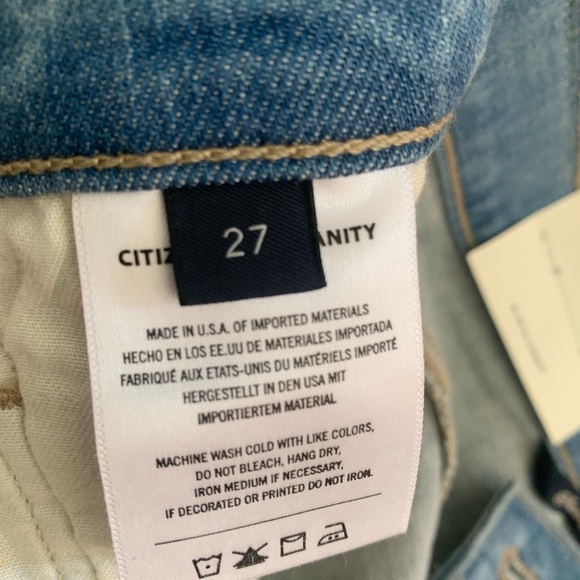 27
MADE IN U.S.A. OF IMPORTED MATERIALS
HECHO EN LOS EE.UU DE MATERIALES IMPORTADA
FABRIQUÉ AUX ETATS-UNIS DU MATÉRIELS IMPORTÉ
HERGESTELLT IN DEN USA MIT
IMPORTIERTEM MATERIAL
MACHINE WASH COLD WITH LIKE COLORS,
DO NOT BLEACH, HANG DRY,
IRON MEDIUM IF NECESSARY,
IF DECORATED OR PRINTED DO NOT IRON.